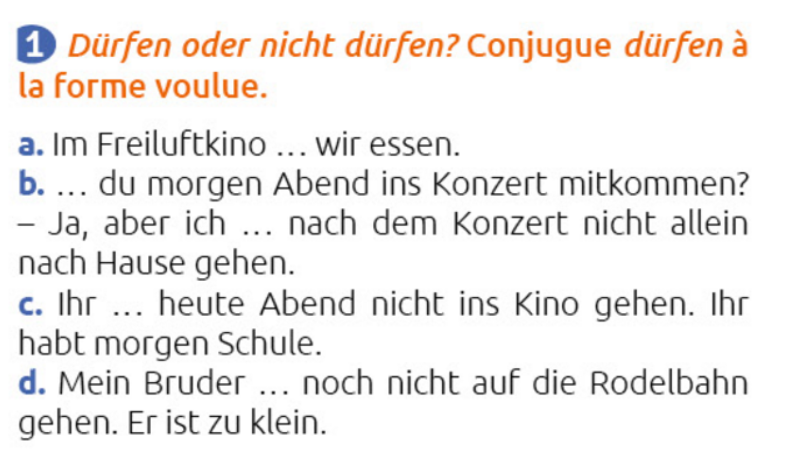 1 Dürfen oder nicht dürfen? Conjugue dürfen à
la forme voulue.
a. Im Freiluftkino ... wir essen.
b. ... du morgen Abend ins Konzert mitkommen?
– Ja, aber ich ... nach dem Konzert nicht allein
nach Hause gehen.
c. Ihr ... heute Abend nicht ins Kino gehen. Ihr
habt morgen Schule.
d. Mein Bruder ... noch nicht auf die Rodelbahn
gehen. Er ist zu klein.